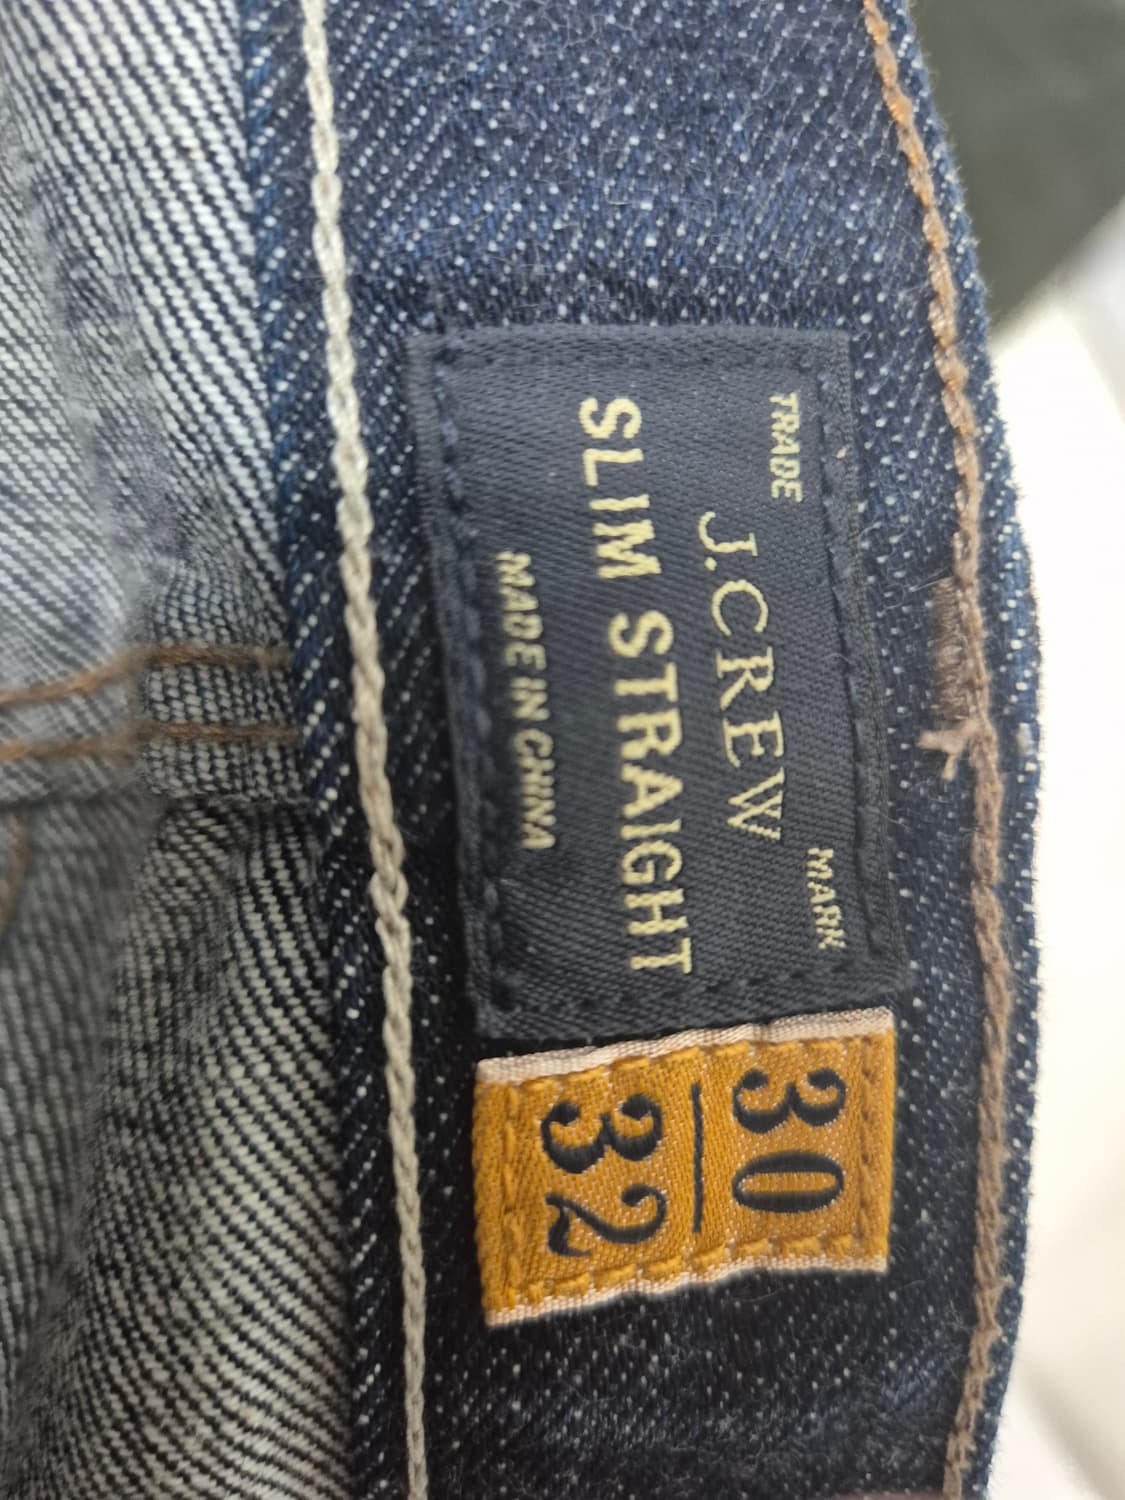 TRADE MARK
J.CREW
SLIM STRAIGHT
MADE IN CHINA
30
32